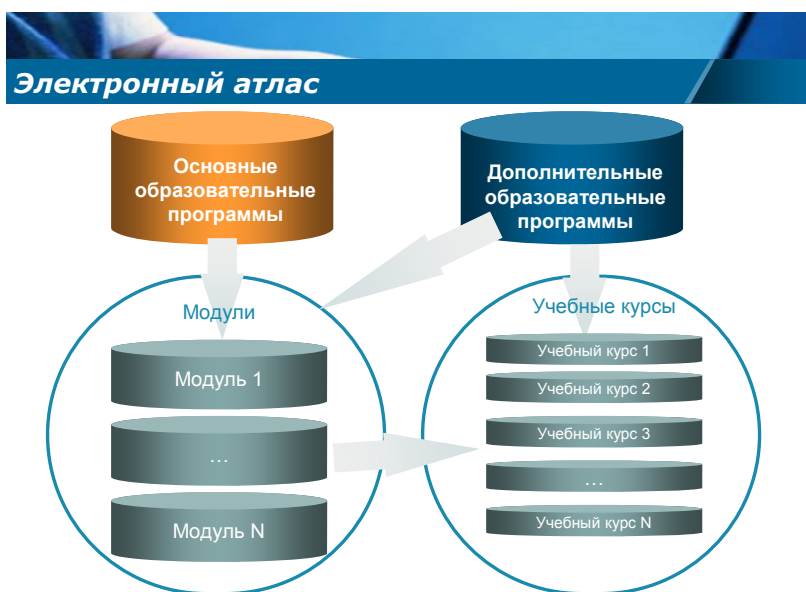 Электронный атлас
Основные
образовательные
программы
Дополнительные
образовательные
программы
Модули
Модуль 1
...
Модуль N
Учебные курсы
Учебный курс 1
Учебный курс 2
Учебный курс 3
...
Учебный курс N